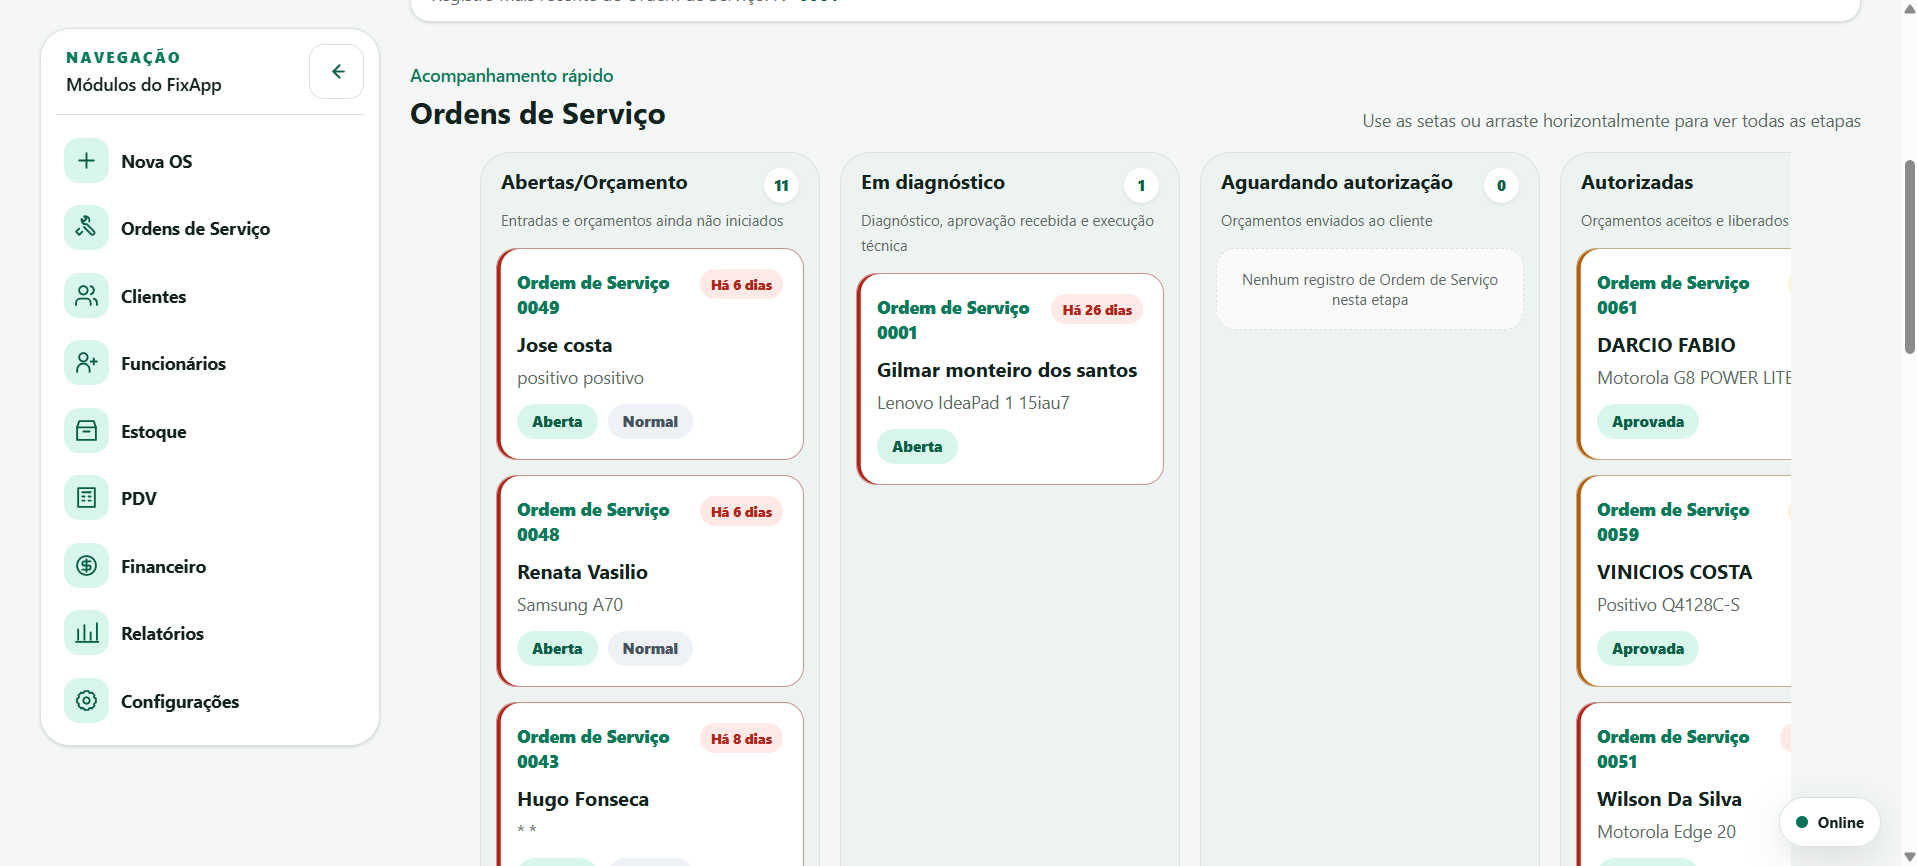 NAVEGAÇÃO
Módulos do FixApp
Nova OS
Ordens de Serviço
Clientes
Funcionários
Estoque
PDV
Financeiro
Relatórios
Configurações
Acompanhamento rápido
Ordens de Serviço
Use as setas ou arraste horizontalmente para ver todas as etapas
Abertas/Orçamento
11
Entradas e orçamentos ainda não iniciados
Ordem de Serviço
0049
Há 6 dias
Jose costa
positivo positivo
Aberta
Normal
Ordem de Serviço
0048
Há 6 dias
Renata Vasilio
Samsung A70
Aberta
Normal
Ordem de Serviço
0043
Há 8 dias
Hugo Fonseca
* *
Em diagnóstico
1
Diagnóstico, aprovação recebida e execução
técnica
Ordem de Serviço
0001
Há 26 dias
Gilmar monteiro dos santos
Lenovo IdeaPad 1 15iau7
Aberta
Aguardando autorização
0
Orçamentos enviados ao cliente
Nenhum registro de Ordem de Serviço
nesta etapa
Autorizadas
Orçamentos aceitos e liberados
Ordem de Serviço
0061
DARCIO FABIO
Motorola G8 POWER LITE
Aprovada
Ordem de Serviço
0059
VINICIOS COSTA
Positivo Q4128C-S
Aprovada
Ordem de Serviço
0051
Wilson Da Silva
Motorola Edge 20
Online